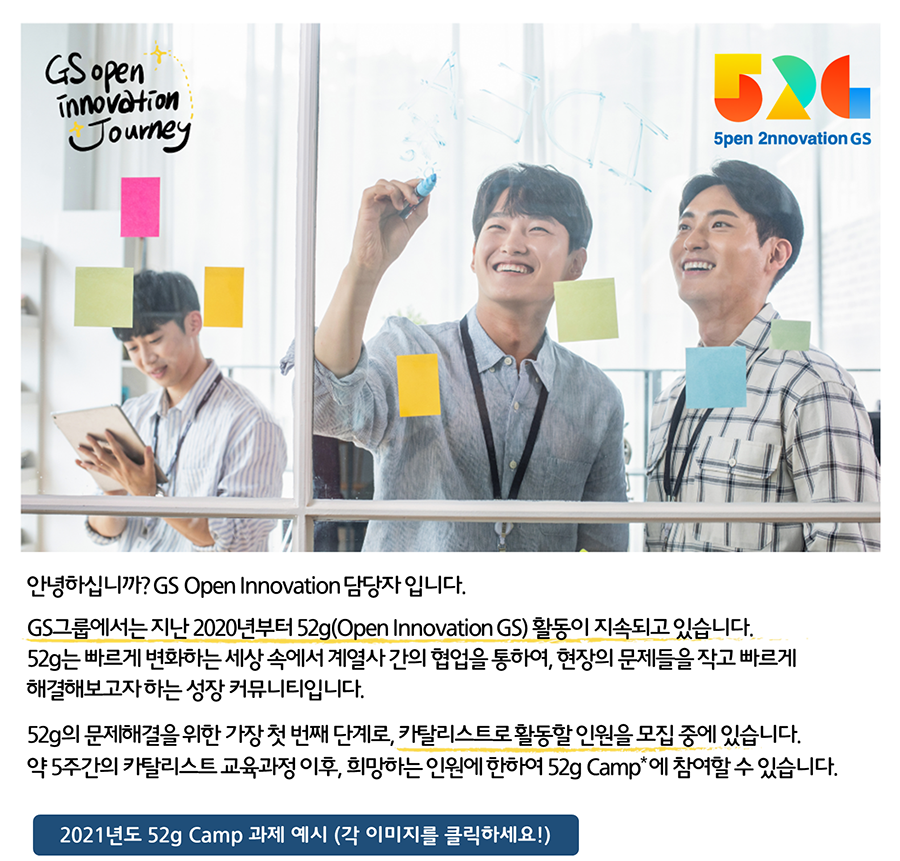 GS open
innovation
Journey
52G
5pen 2nnovation GS
안녕하십니까? GS Open Innovation 담당자 입니다.
GS그룹에서는 지난 2020년부터 52g(Open Innovation GS) 활동이 지속되고 있습니다.
52g는 빠르게 변화하는 세상 속에서 계열사 간의 협업을 통하여, 현장의 문제들을 작고 빠르게
해결해보고자 하는 성장 커뮤니티입니다.
52g의 문제해결을 위한 가장 첫 번째 단계로, 카탈리스트로 활동할 인원을 모집 중에 있습니다.
약 5주간의 카탈리스트 교육과정 이후, 희망하는 인원에 한하여 52g Camp*에 참여할 수 있습니다.
2021년도 52g Camp 과제 예시 (각 이미지를 클릭하세요!)